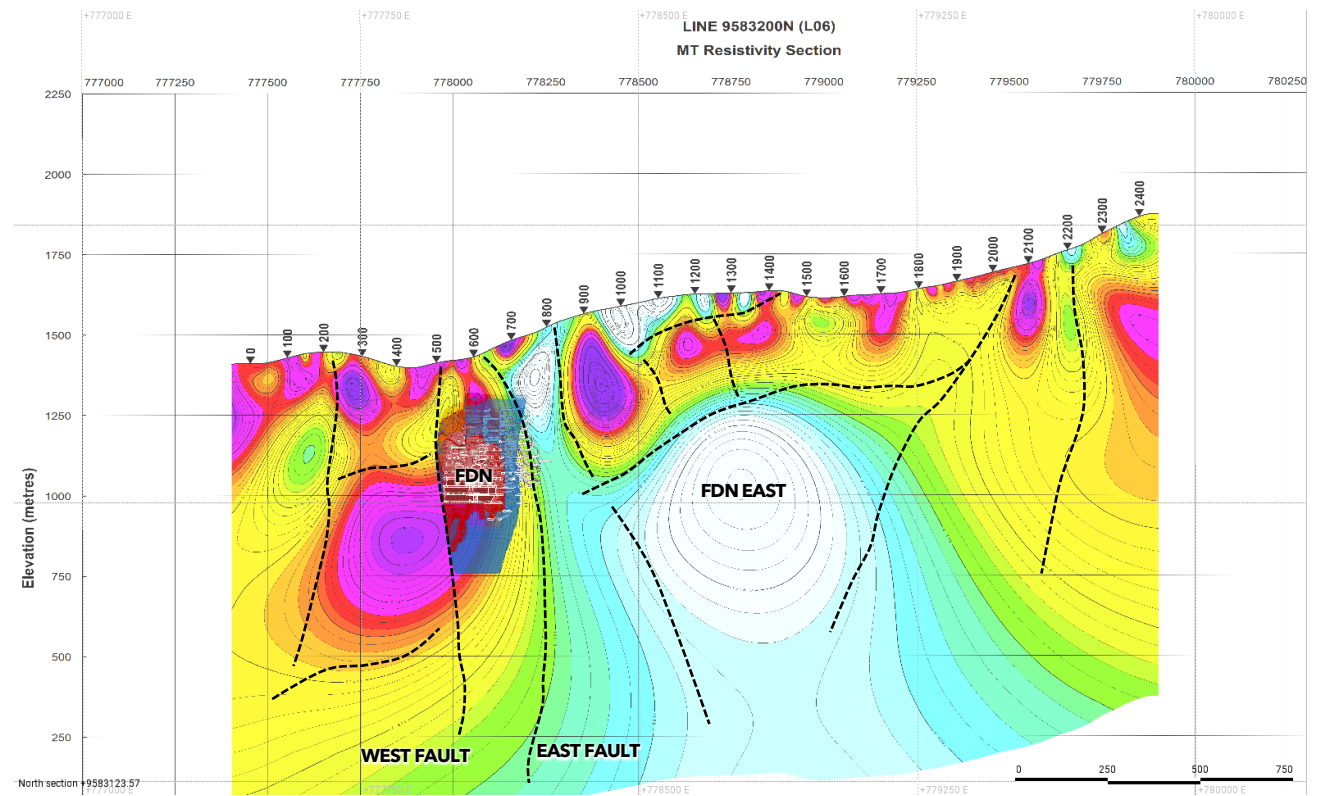 +777000 E +777750 +778500 E +779250 E +780000 E
LINE 9583200N (L06)
MT Resistivity Section
777000 777250 777500 777750 778000 778250 778500 778750 779000 779250 779500 779750 780000 780250
2250
2000
1750
1500
1250
1000
750
500
250
Elevation (metres)
100 200 300 400 500 600 700 800 900 1000 1100 1200 1300 1400 1500 1600 1700 1800 1900 2000 2100 2200 2300 2400
FDN
FDN EAST
WEST FAULT
EAST FAULT
North section +9583123.57
0 250 500 750
+778500 E +779250 E +780000 E